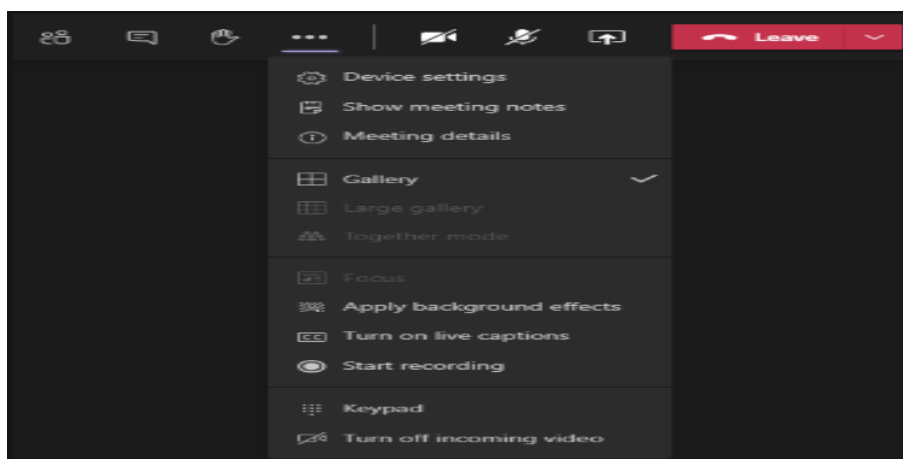 Leave
Device settings
Show meeting notes
Meeting details
Gallery
Large gallery
Together mode
Focus
Apply background effects
CC Turn on live captions
Start recording
Keypad
Turn off incoming video